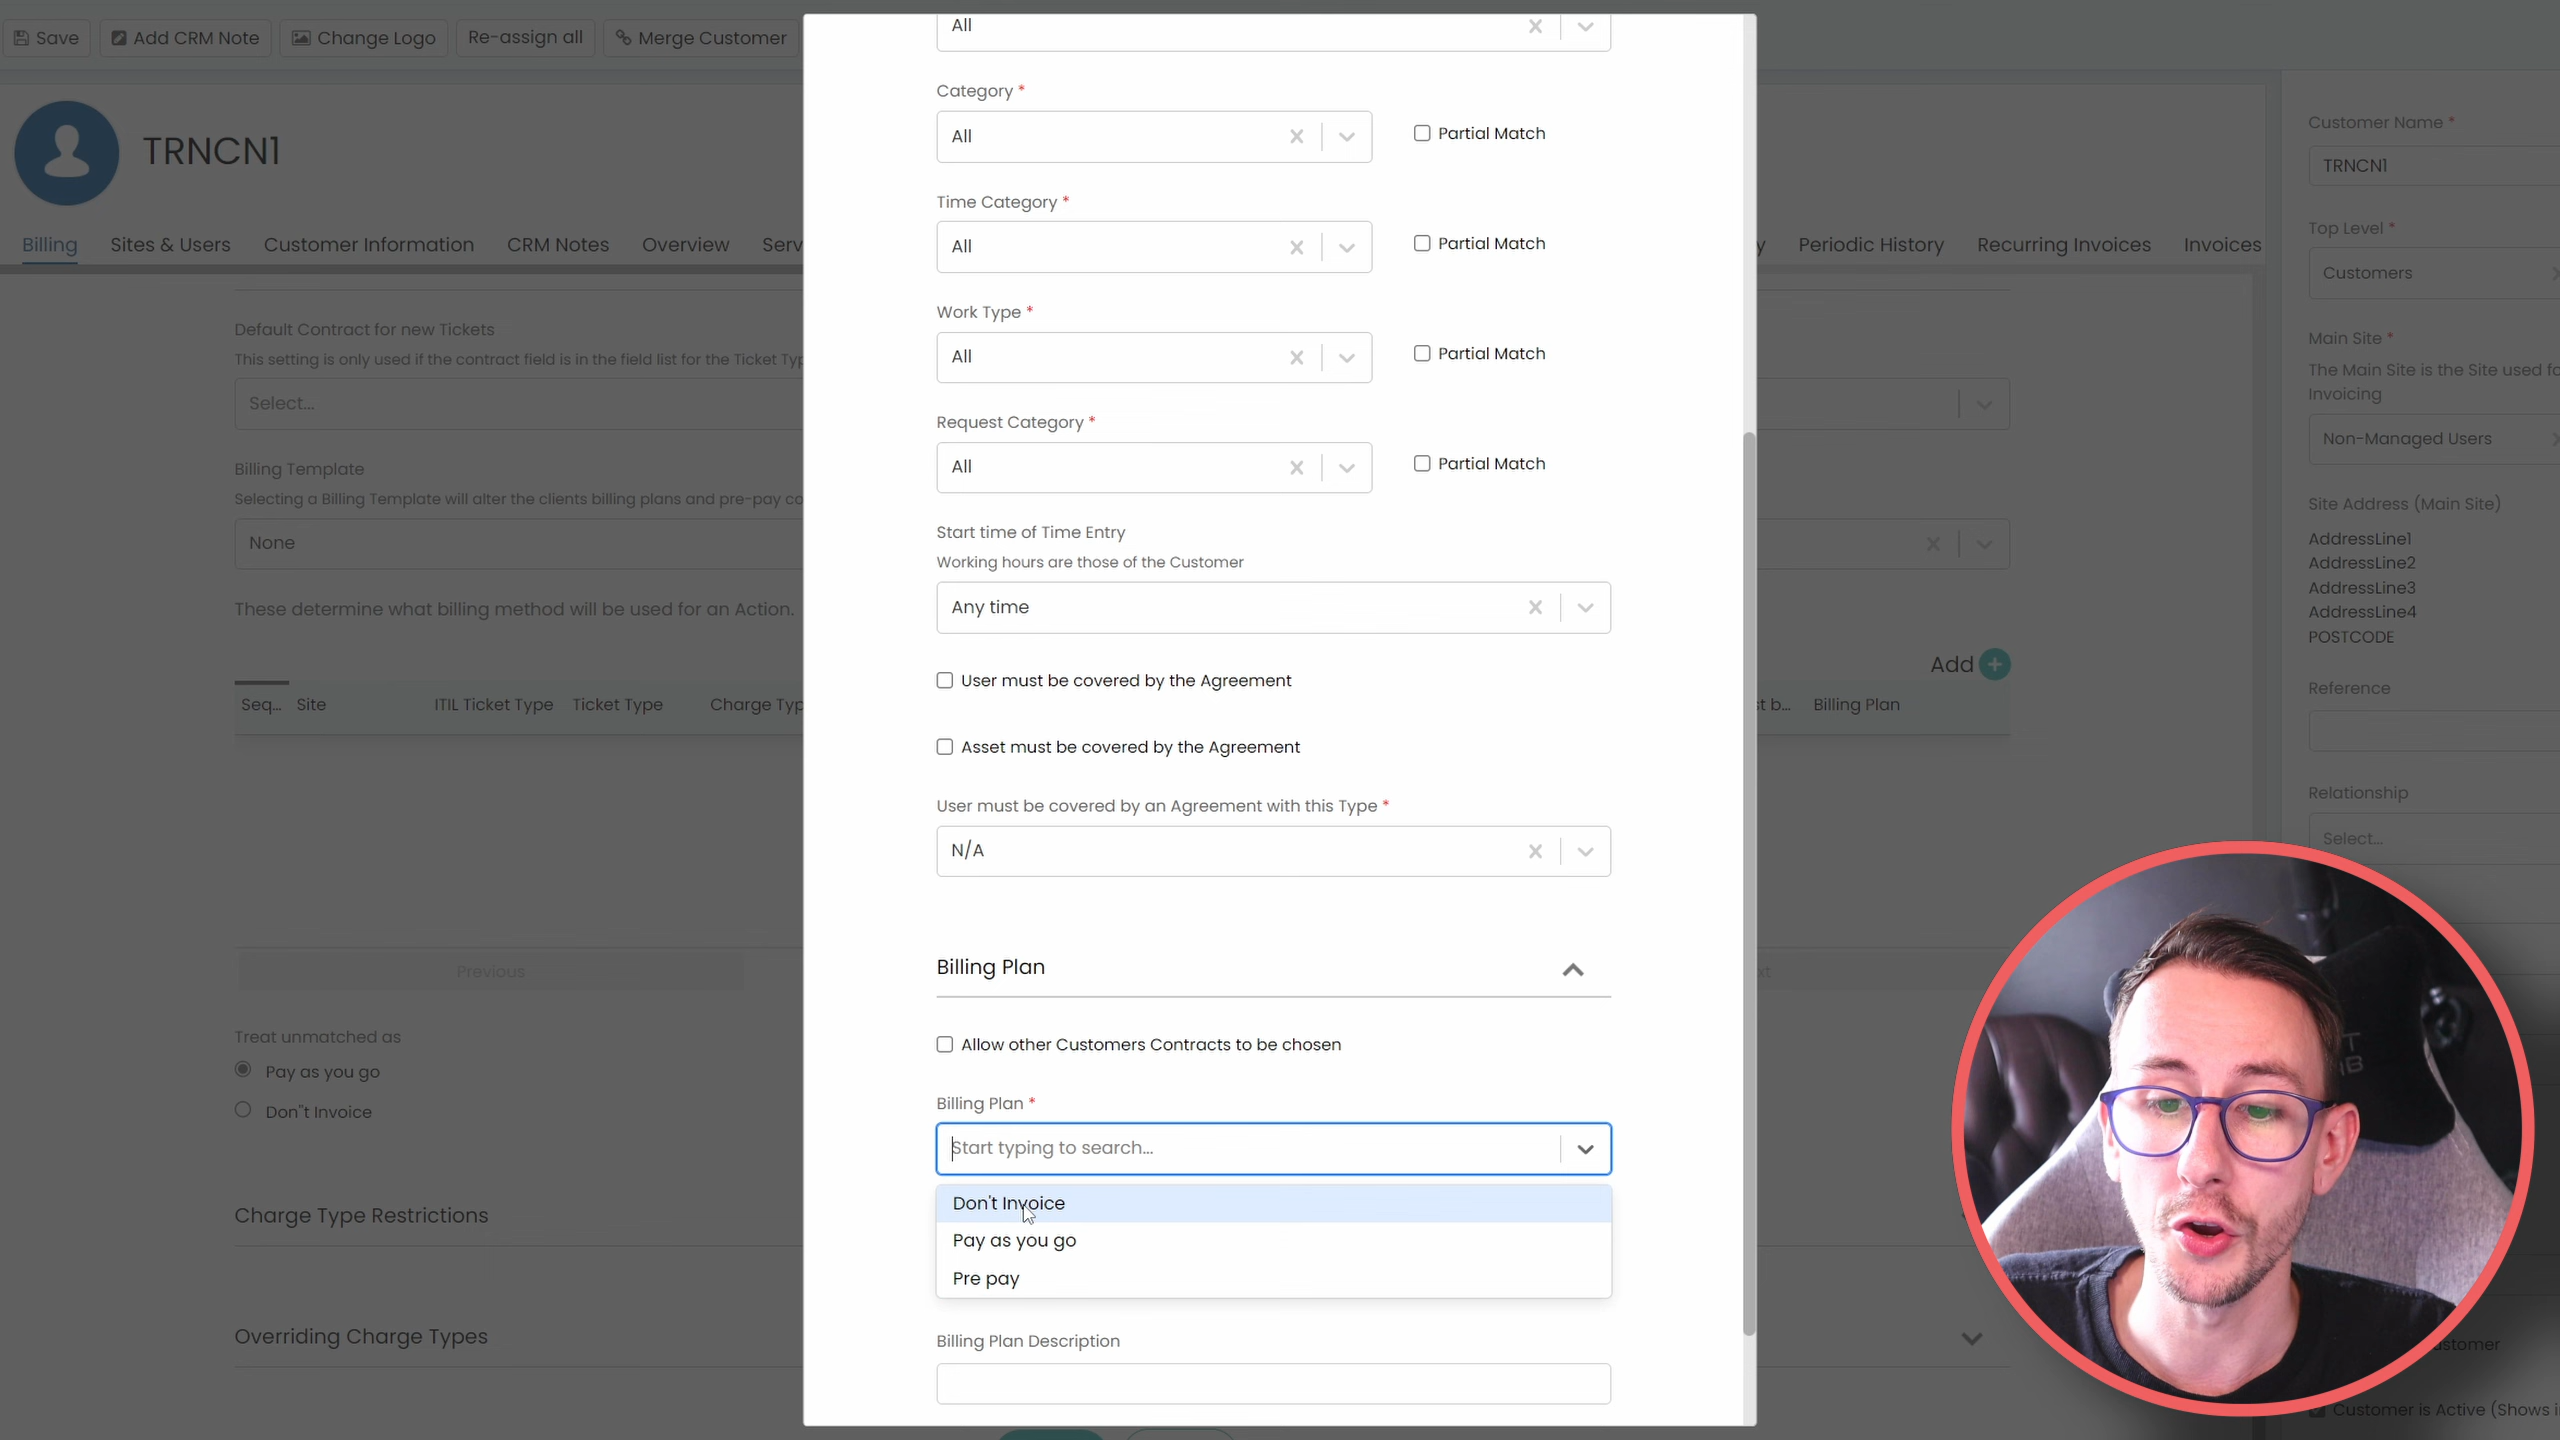 Save
Add CRM Note
Change Logo
Re-assign all
Merge Customer
TRNCN1
Billing
Sites & Users
Customer Information
CRM Notes
Overview
Serv
Periodic History
Recurring Invoices
Invoices
Default Contract for new Tickets
This setting is only used if the contract field is in the field list for the Ticket Typ
Select...
Billing Template
Selecting a Billing Template will alter the clients billing plans and pre-pay co
None
These determine what billing method will be used for an Action.
Add
Seq...
Site
ITIL Ticket Type
Ticket Type
Charge Typ
t b...
Billing Plan
Previous
Treat unmatched as
Pay as you go
Don''t Invoice
Charge Type Restrictions
Overriding Charge Types
All
Category *
All
Partial Match
Time Category *
All
Partial Match
Work Type *
All
Partial Match
Request Category *
All
Partial Match
Start time of Time Entry
Working hours are those of the Customer
Any time
User must be covered by the Agreement
Asset must be covered by the Agreement
User must be covered by an Agreement with this Type *
N/A
Billing Plan
Allow other Customers Contracts to be chosen
Billing Plan *
Start typing to search...
Don't Invoice
Pay as you go
Pre pay
Billing Plan Description
Customer Name *
TRNCN1
Top Level *
Customers
Main Site *
The Main Site is the Site used fo
Invoicing
Non-Managed Users
Site Address (Main Site)
AddressLine1
AddressLine2
AddressLine3
AddressLine4
POSTCODE
Reference
Relationship
Select...
ustomer
Customer is Active (Shows i